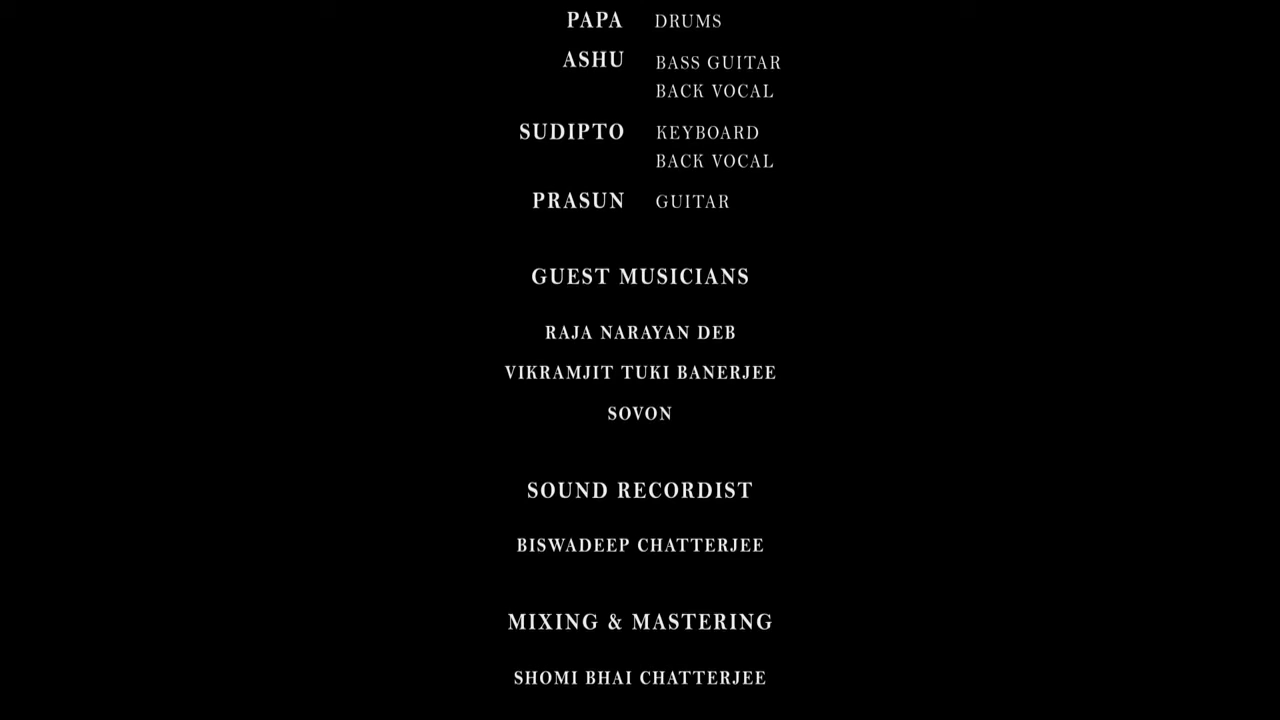 PAPA DRUMS
ASHU BASS GUITAR
BACK VOCAL
SUDIPTO KEYBOARD
BACK VOCAL
PRASUN GUITAR
GUEST MUSICIANS
RAJA NARAYAN DEB
VIKRAMJIT TUKI BANERJEE
SOVON
SOUND RECORDIST
BISWADEEP CHATTERJEE
MIXING & MASTERING
SHOMI BHAI CHATTERJEE